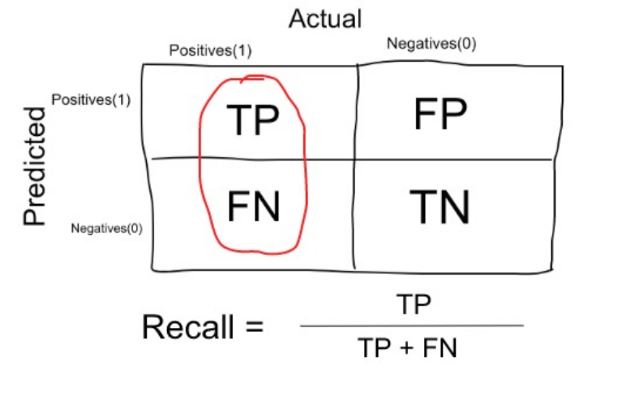 Actual
Positives(1) Negatives(0)
Predicted
Positives(1) TP FP
Negatives(0) FN TN
Recall = TP
TP + FN